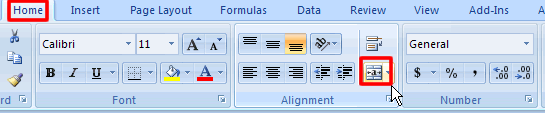 Home Insert Page Layout Formulas Data Review View Add-Ins
Calibri 11 A A General
B I U A a $ % , .0 .00 .00 .0
rd Font Alignment Number